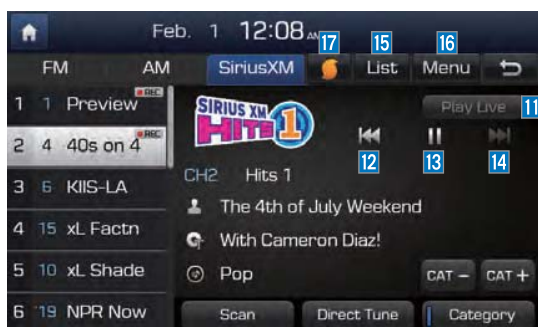 Feb. 1 12:08 AM
17 15 16
FM AM SiriusXM List Menu
1 1 Preview REC
2 4 40s on 4 REC
3 6 KIIS-LA
4 15 xL Factn
5 10 xL Shade
6 19 NPR Now
SIRIUS XM
HITS 1
Play Live 11
12 13 14
CH2 Hits 1
The 4th of July Weekend
With Cameron Diaz!
Pop
CAT - CAT +
Scan Direct Tune Category